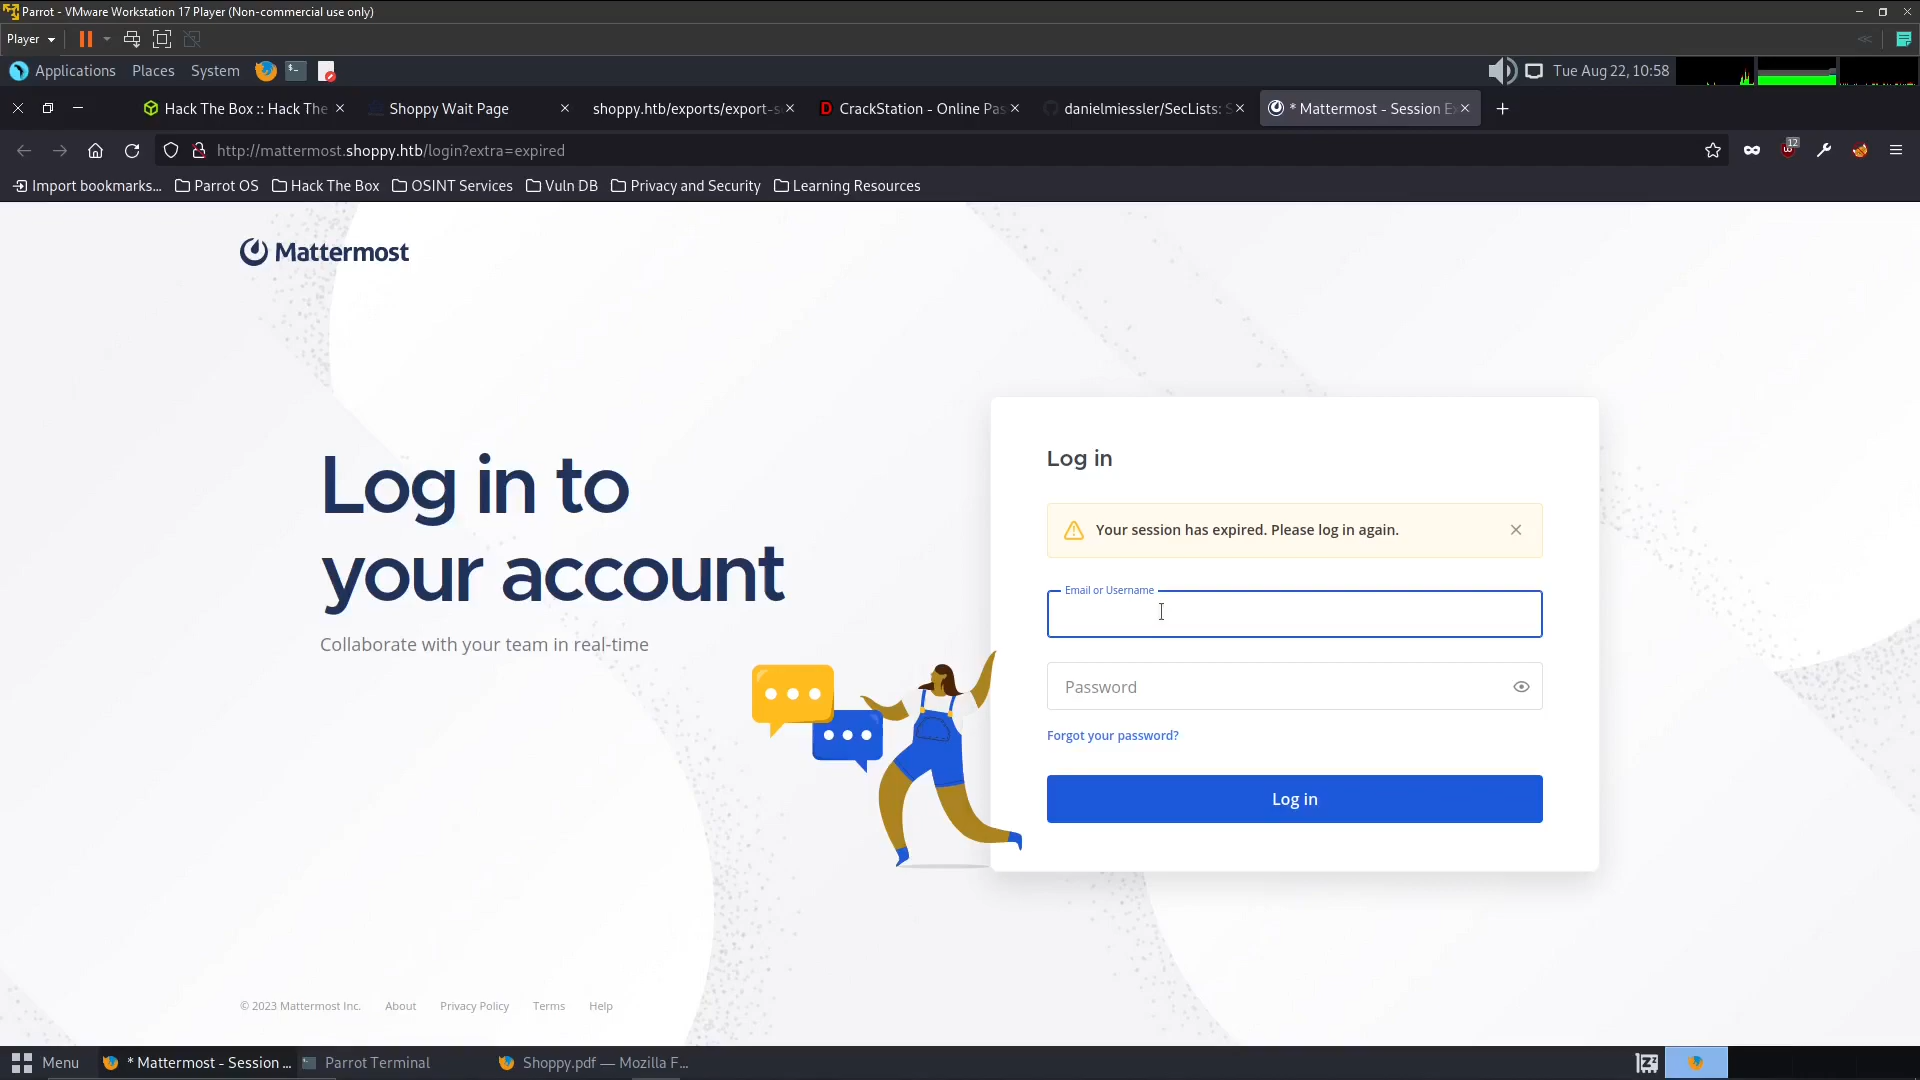 Parrot - VMware Workstation 17 Player (Non-commercial use only)
Player
Applications Places System Tue Aug 22, 10:58
Hack The Box :: Hack The Shoppy Wait Page shoppy.htb/exports/export-s CrackStation - Online Pas danielmiessler/SecLists: S * Mattermost - Session E
http://mattermost.shoppy.htb/login?extra=expired 12
Import bookmarks... Parrot OS Hack The Box OSINT Services Vuln DB Privacy and Security Learning Resources
Mattermost
Log in to
your account
Collaborate with your team in real-time
Log in
Your session has expired. Please log in again.
Email or Username
Password
Forgot your password?
Log in
© 2023 Mattermost Inc. About Privacy Policy Terms Help
Menu * Mattermost - Session ... Parrot Terminal Shoppy.pdf — Mozilla F...